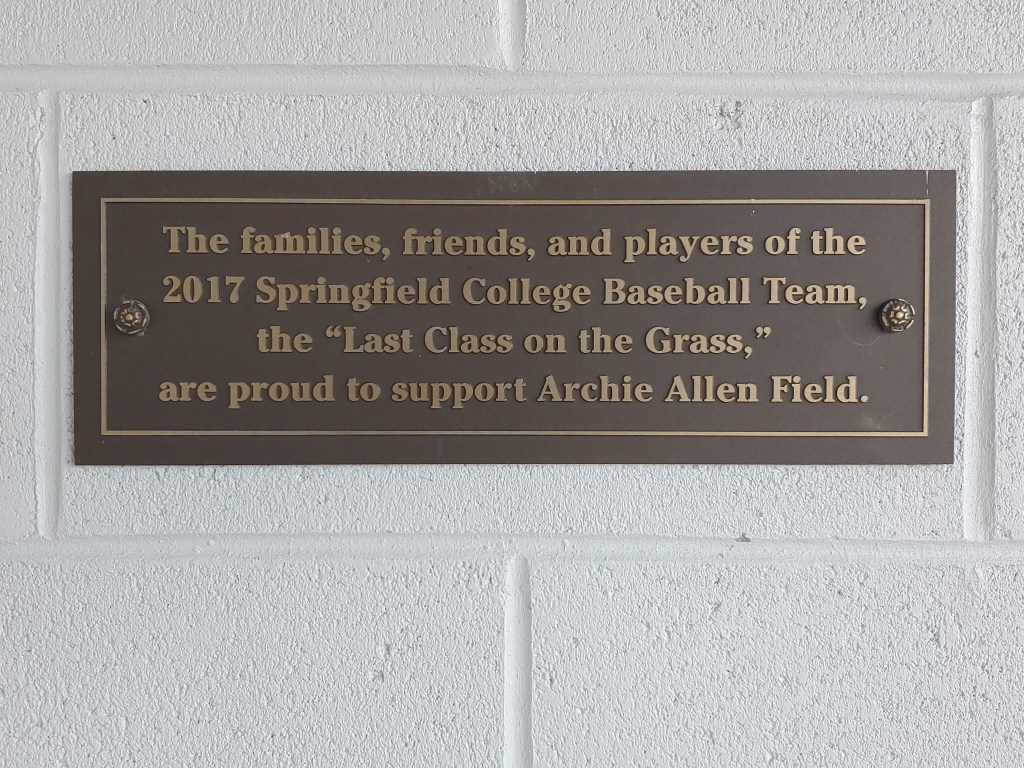 The families, friends, and players of the
2017 Springfield College Baseball Team,
the “Last Class on the Grass,”
are proud to support Archie Allen Field.